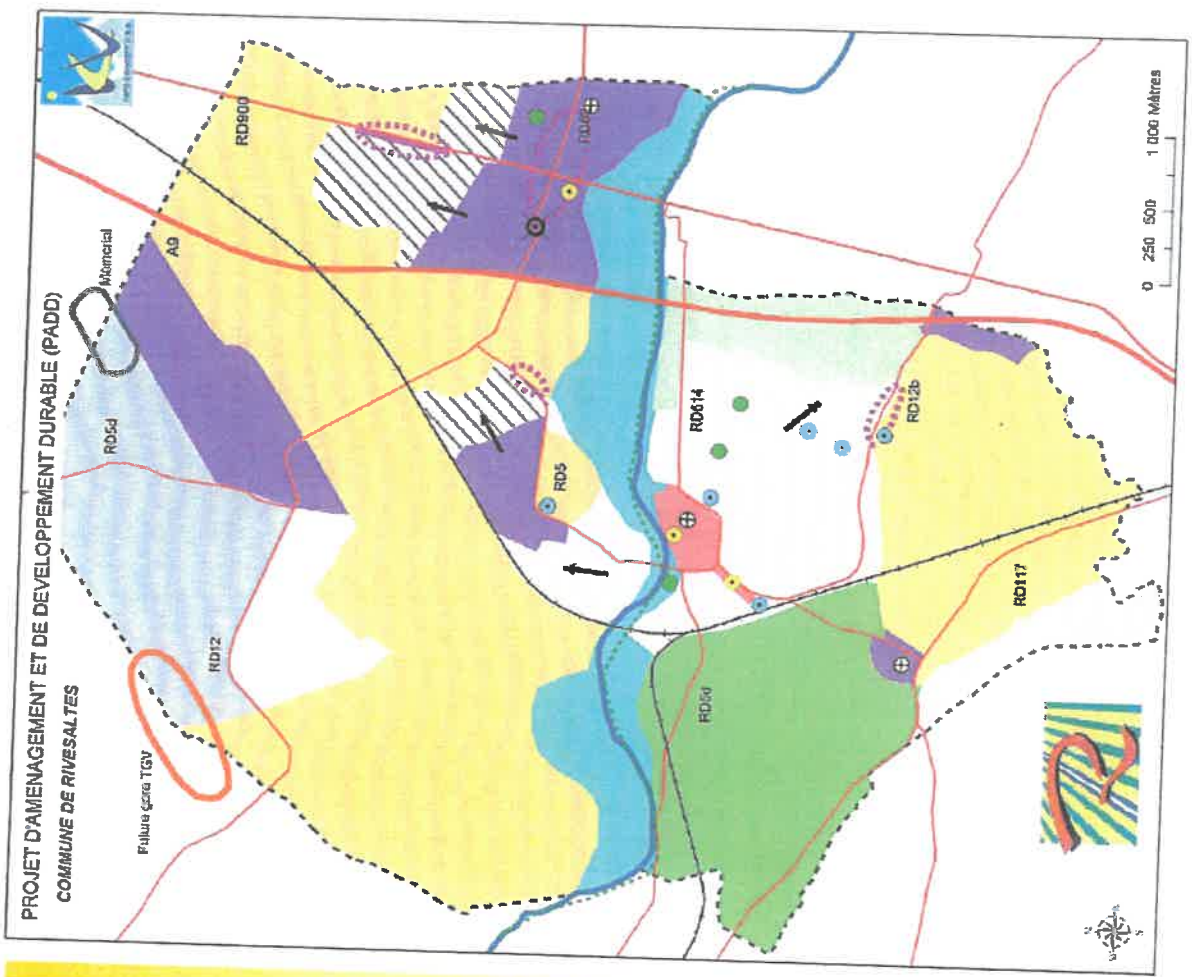 PROJET D'AMENAGEMENT ET DE DEVELOPPEMENT DURABLE (PADD)
COMMUNE DE RIVESALTES
Future gare TGV
RD12
RD5d
Mémorial
A9
RD900
RD5
RD614
RD12b
RD5d
RD117
0 250 500 1 000 Mètres
N
S